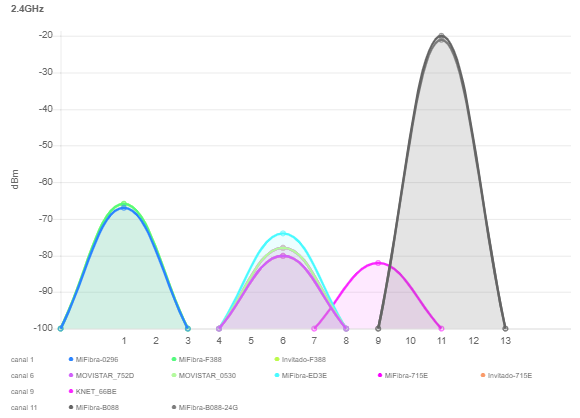 2.4GHz
-20
-30
-40
-50
dBm
-60
-70
-80
-90
-100
1 2 3 4 5 6 7 8 9 10 11 12 13
canal 1 MiFibra-0296 MiFibra-F388 Invitado-F388
canal 6 MOVISTAR_752D MOVISTAR_0530 MiFibra-ED3E MiFibra-715E Invitado-715E
canal 9 KNET_66BE
canal 11 MiFibra-B088 MiFibra-B088-24G